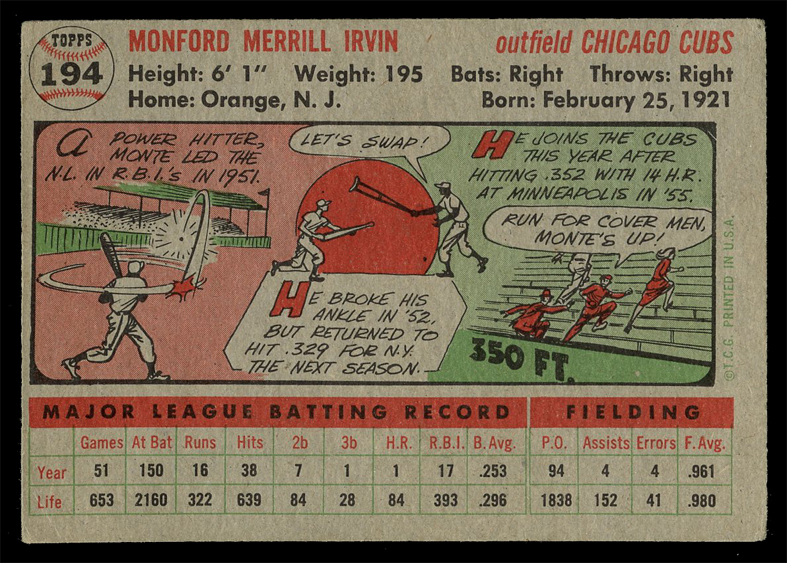 TOPPS
194
MONFORD MERRILL IRVIN outfield CHICAGO CUBS
Height: 6' 1" Weight: 195 Bats: Right Throws: Right
Home: Orange, N. J. Born: February 25, 1921
A POWER HITTER,
MONTE LED THE
N.L. IN R.B.I.'s IN 1951.
LET'S SWAP!
HE BROKE HIS
ANKLE IN '52,
BUT RETURNED TO
HIT .329 FOR N.Y.
THE NEXT SEASON.
HE JOINS THE CUBS
THIS YEAR AFTER
HITTING .352 WITH 14 H.R.
AT MINNEAPOLIS IN '55.
RUN FOR COVER MEN,
MONTE'S UP!
350 FT.
©T.C.G. PRINTED IN U.S.A.
MAJOR LEAGUE BATTING RECORD FIELDING
Games At Bat Runs Hits 2b 3b H.R. R.B.I. B. Avg. P.O. Assists Errors F. Avg.
Year 51 150 16 38 7 1 1 17 .253 94 4 4 .961
Life 653 2160 322 639 84 28 84 393 .296 1838 152 41 .980